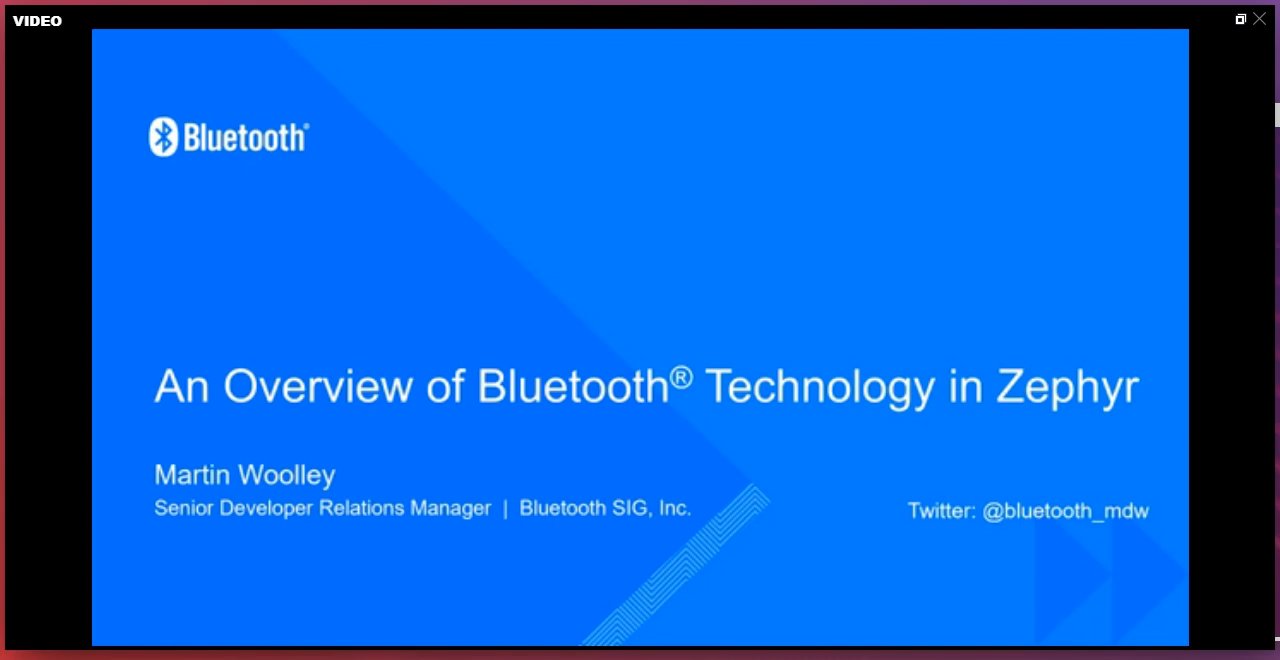 VIDEO
Bluetooth®
An Overview of Bluetooth® Technology in Zephyr
Martin Woolley
Senior Developer Relations Manager | Bluetooth SIG, Inc.
Twitter: @bluetooth_mdw